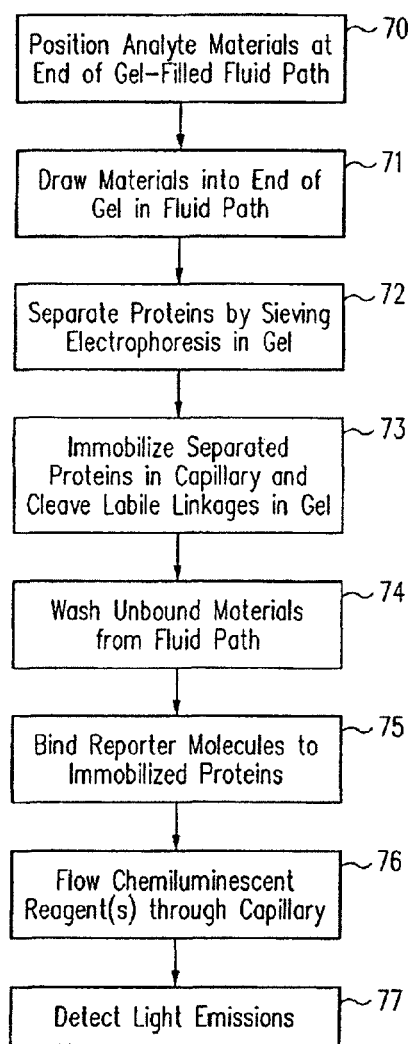 70
Position Analyte Materials at
End of Gel-Filled Fluid Path
71
Draw Materials into End of
Gel in Fluid Path
72
Separate Proteins by Sieving
Electrophoresis in Gel
73
Immobilize Separated
Proteins in Capillary and
Cleave Labile Linkages in Gel
74
Wash Unbound Materials
from Fluid Path
75
Bind Reporter Molecules to
Immobilized Proteins
76
Flow Chemiluminescent
Reagent(s) through Capillary
77
Detect Light Emissions